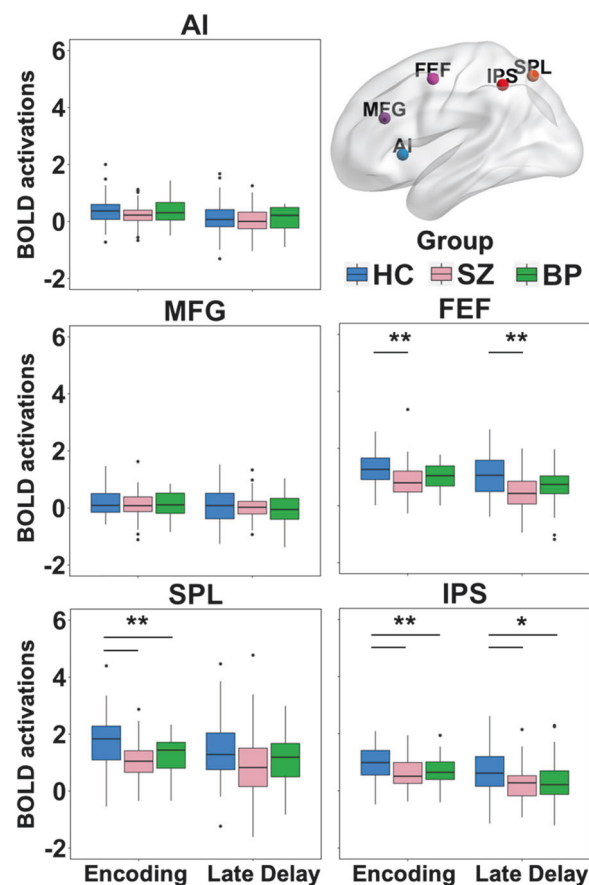 AI
6
4
2
0
-2
BOLD activations
FEF
SPL
IPS
MFG
AI
Group
HC SZ BP
MFG
6
4
2
0
-2
BOLD activations
FEF
**
**
SPL
6
4
2
0
-2
BOLD activations
**
Encoding Late Delay
IPS
**
*
Encoding Late Delay